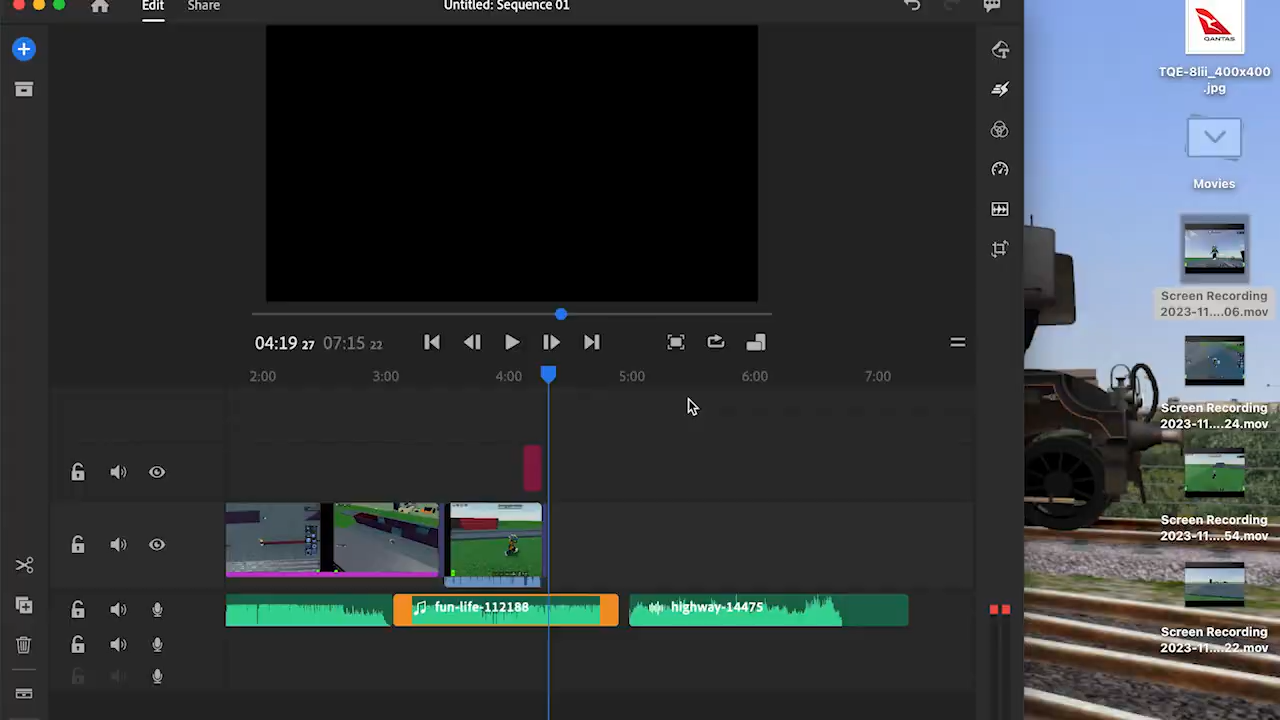 Edit
Share
Untitled: Sequence 01
QANTAS
TQE-8lii_400x400
.jpg
Movies
Screen Recording
2023-11....06.mov
04:19 27
07:15 22
2:00
3:00
4:00
5:00
6:00
7:00
Screen Recording
2023-11....24.mov
Screen Recording
2023-11....54.mov
fun-life-112188
highway-14475
Screen Recording
2023-11....22.mov